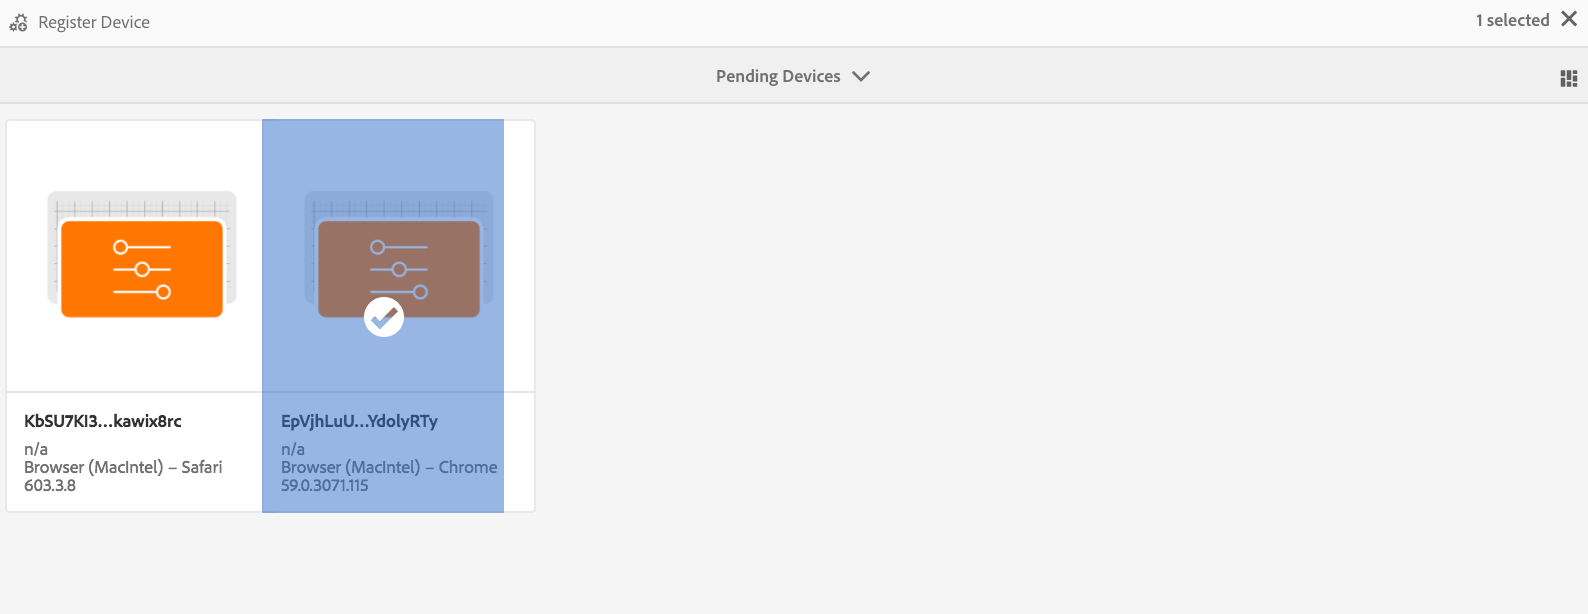 Register Device
1 selected
Pending Devices
KbSU7KI3...kawix8rc
n/a
Browser (MacIntel) – Safari
603.3.8
EpVjhLuU...YdolyRTy
n/a
Browser (MacIntel) – Chrome
59.0.3071.115